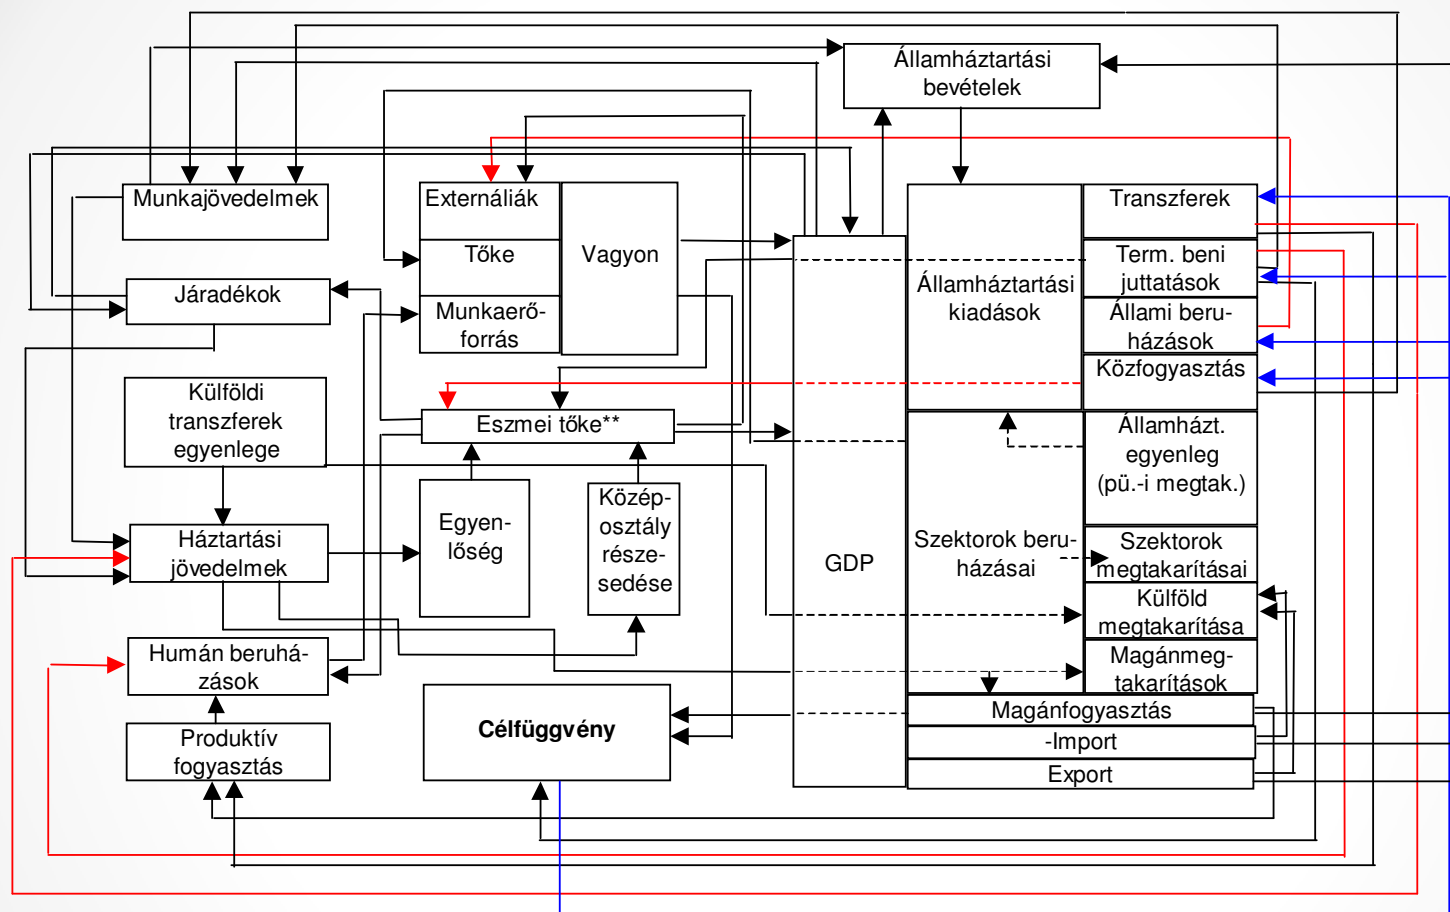 Államháztartási
bevételek
Munkajövedelmek
Externáliák
Tőke
Munkaerő-
forrás
Vagyon
Államháztartási
kiadások
Transzferek
Term. beni
juttatások
Állami beru-
házások
Közfogyasztás
Járadékok
Külföldi
transzferek
egyenlege
Eszmei tőke**
Államházt.
egyenleg
(pü.-i megtak.)
Egyen-
lőség
Közép-
osztály
részesedése
része-
sedése
Háztartási
jövedelmek
GDP
Szektorok beru-
házásai
Szektorok
megtakarításai
Külföld
megtakarítása
Magánmeg-
takarítások
Humán beruhá-
zások
Produktív
fogyasztás
Célfüggvény
Magánfogyasztás
-Import
Export